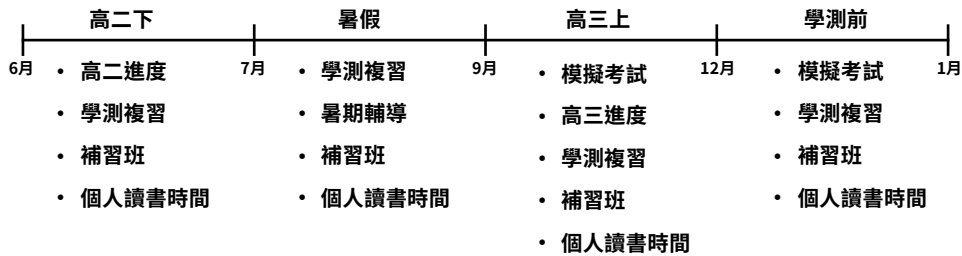 高二下
暑假
高三上
學測前
6月
7月
9月
12月
1月
• 高二進度
• 學測複習
• 補習班
• 個人讀書時間
• 學測複習
• 暑期輔導
• 補習班
• 個人讀書時間
• 模擬考試
• 高三進度
• 學測複習
• 補習班
• 個人讀書時間
• 模擬考試
• 學測複習
• 補習班
• 個人讀書時間